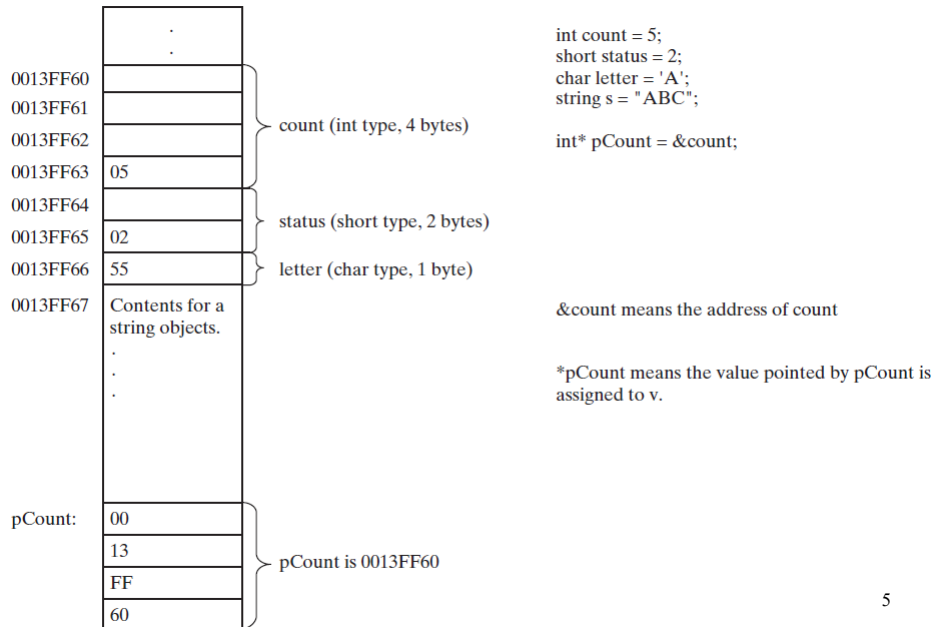 int count = 5;
short status = 2;
char letter = 'A';
string s = "ABC";
int* pCount = &count;
0013FF60
0013FF61
0013FF62
0013FF63 05
count (int type, 4 bytes)
0013FF64
0013FF65 02
status (short type, 2 bytes)
0013FF66 55 letter (char type, 1 byte)
0013FF67 Contents for a
string objects.
&count means the address of count
*pCount means the value pointed by pCount is
assigned to v.
pCount: 00
13
FF
60
pCount is 0013FF60
5